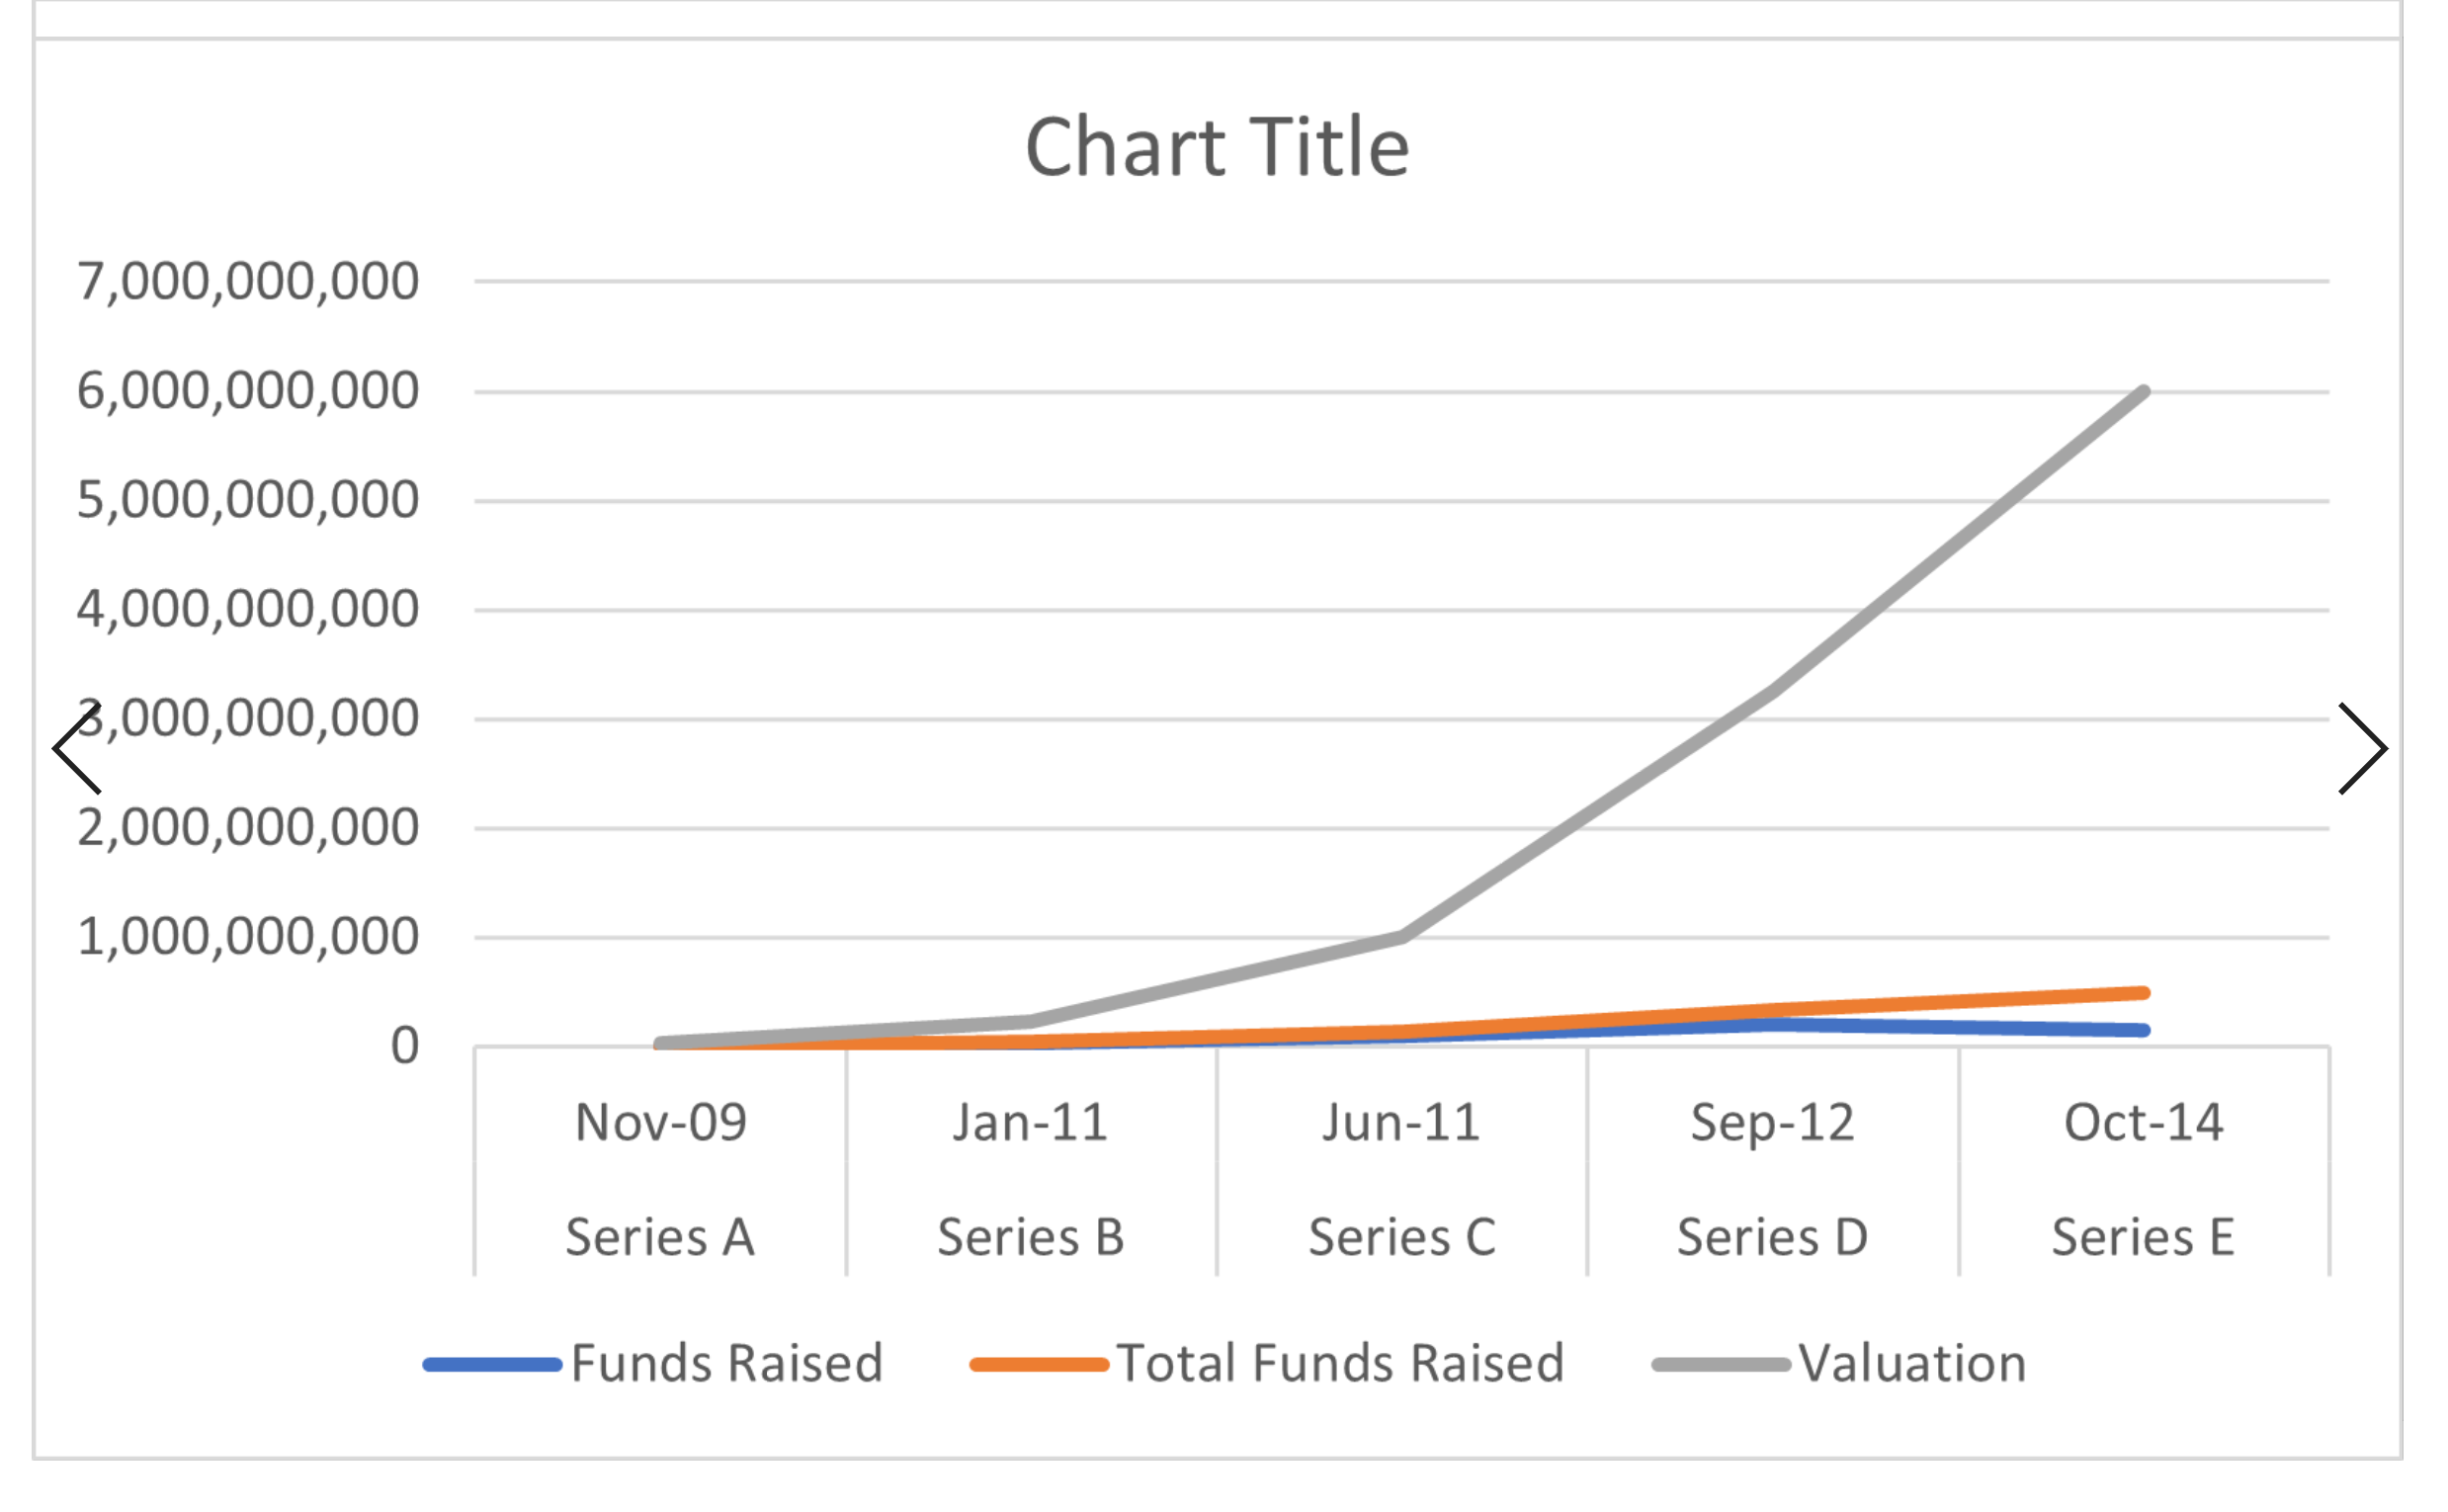 Chart Title
7,000,000,000
6,000,000,000
5,000,000,000
4,000,000,000
3,000,000,000
2,000,000,000
1,000,000,000
0
Nov-09 Jan-11 Jun-11 Sep-12 Oct-14
Series A Series B Series C Series D Series E
Funds Raised Total Funds Raised Valuation